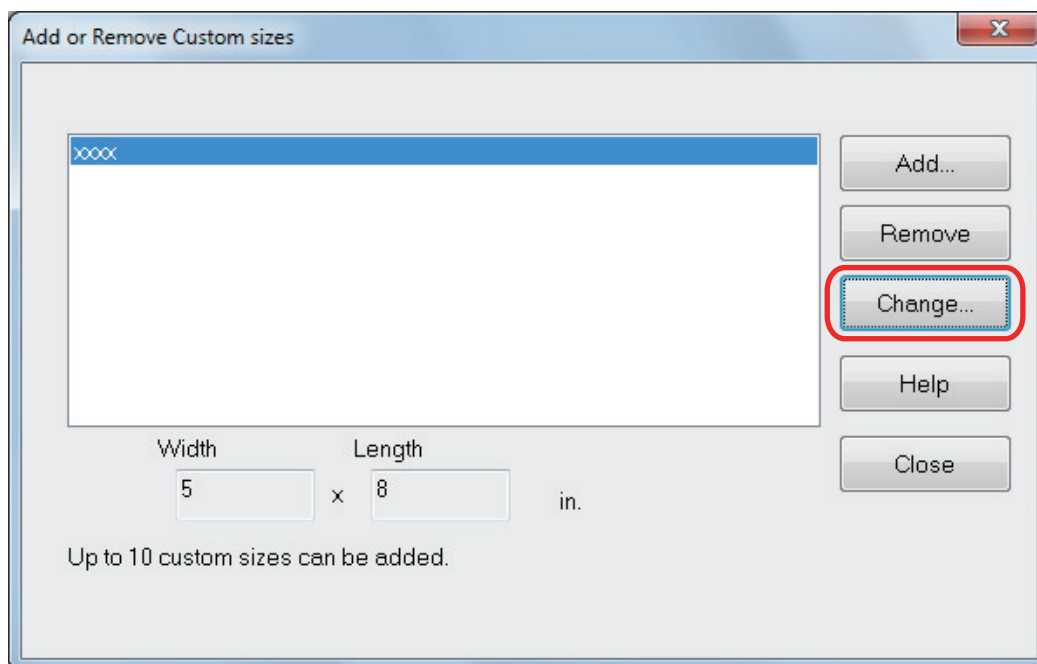 Add or Remove Custom sizes
X
xxxx
Add...
Remove
Change...
Help
Close
Width Length
5 x 8 in.
Up to 10 custom sizes can be added.